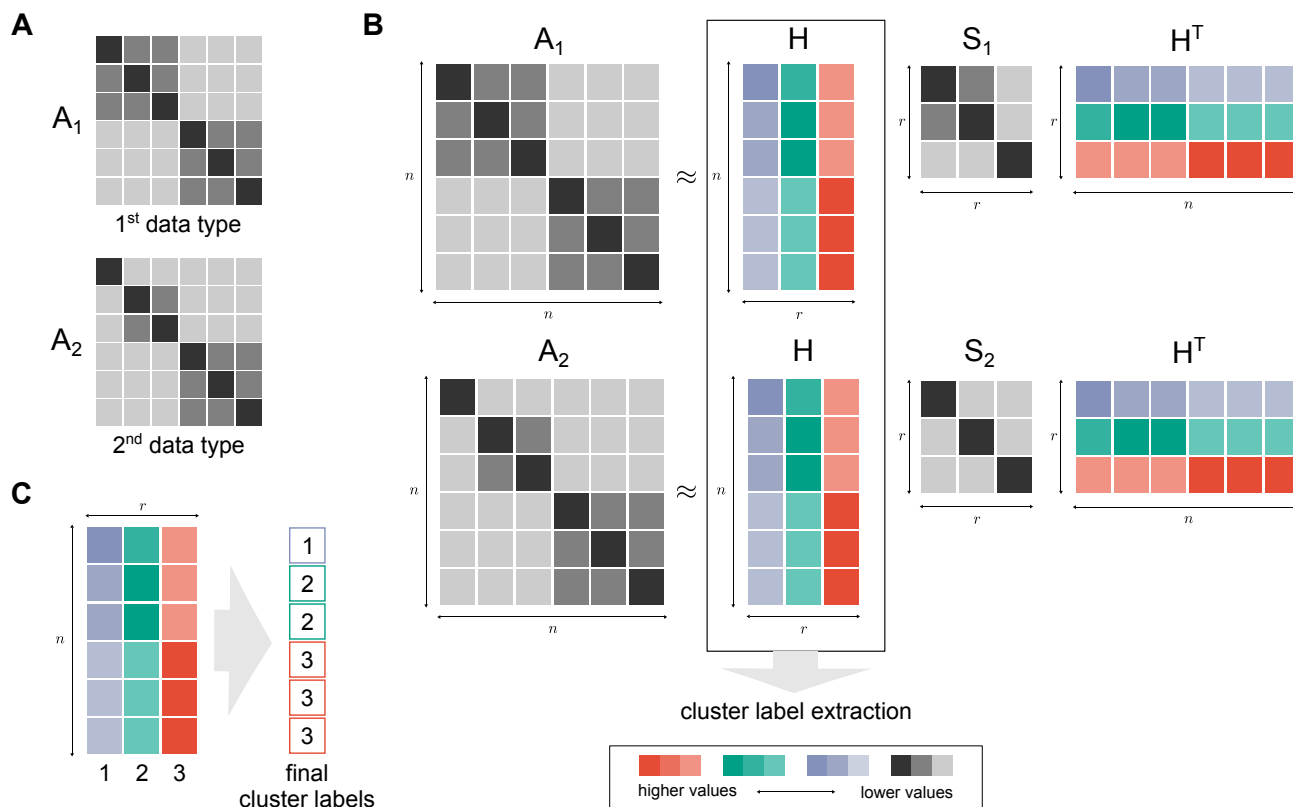 A
A1
1st data type
A2
2nd data type
B
A1
H
S1
HT
n
≈
n
r
r
n
r
r
n
A2
H
S2
HT
n
≈
n
r
r
n
r
r
n
cluster label extraction
higher values
lower values
C
r
n
1
2
2
3
3
3
1 2 3
final
cluster labels